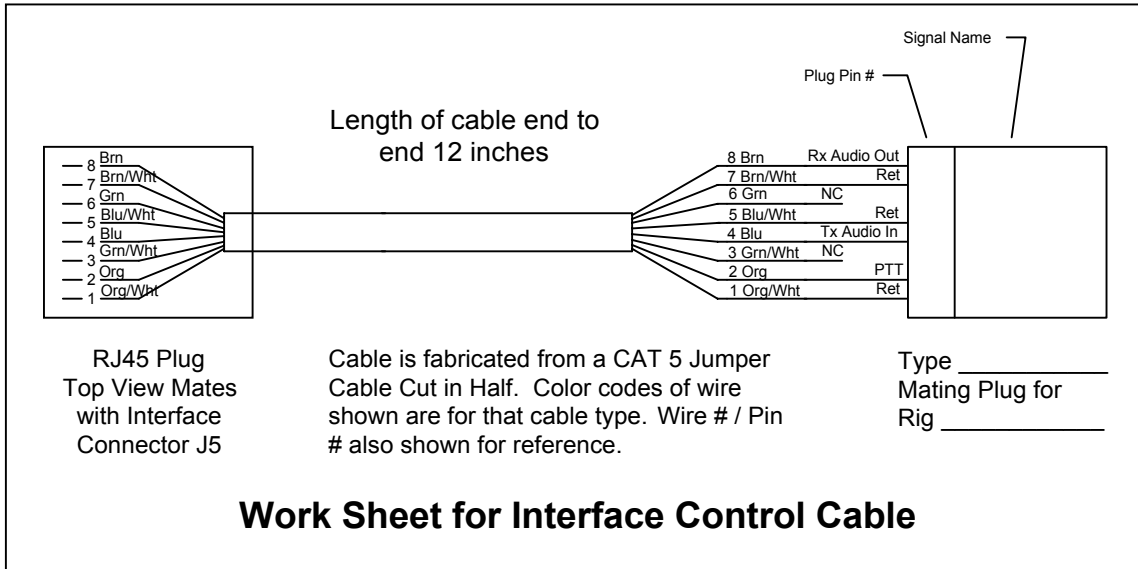 Signal Name
Plug Pin #
Length of cable end to
end 12 inches
8 Brn
7 Brn/Wht
6 Grn
5 Blu/Wht
4 Blu
3 Grn/Wht
2 Org
1 Org/Wht
8 Brn Rx Audio Out
7 Brn/Wht Ret
6 Grn NC
5 Blu/Wht Ret
4 Blu Tx Audio In
3 Grn/Wht NC
2 Org PTT
1 Org/Wht Ret
RJ45 Plug
Top View Mates
with Interface
Connector J5
Cable is fabricated from a CAT 5 Jumper
Cable Cut in Half. Color codes of wire
shown are for that cable type. Wire # / Pin
# also shown for reference.
Type __________
Mating Plug for
Rig ___________
Work Sheet for Interface Control Cable